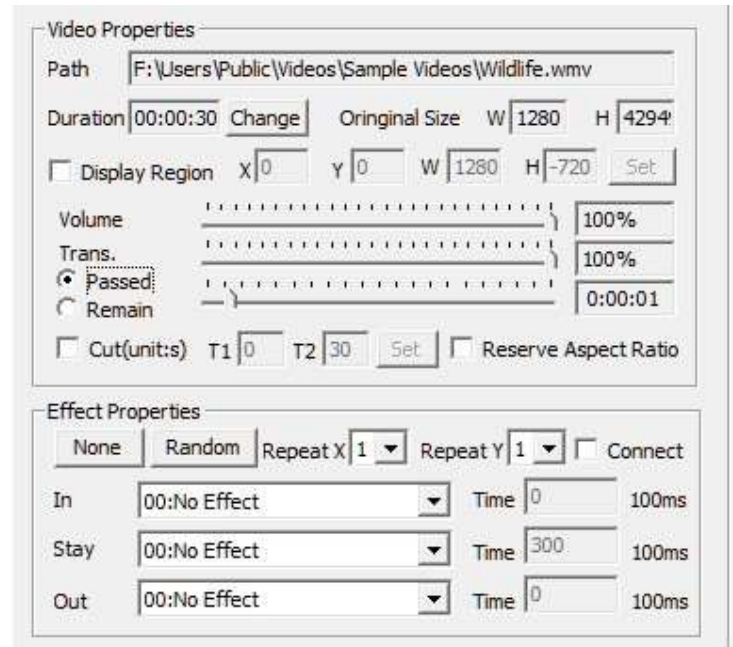 Video Properties
Path F:\Users\Public\Videos\Sample Videos\Wildlife.wmv
Duration 00:00:30 Change Oringinal Size W 1280 H 4294
Display Region X 0 Y 0 W 1280 H -720 Set
Volume 100%
Trans. 100%
Passed 0:00:01
Remain
Cut(unit:s) T1 0 T2 30 Set Reserve Aspect Ratio
Effect Properties
None Random Repeat X 1 Repeat Y 1 Connect
In 00:No Effect Time 0 100ms
Stay 00:No Effect Time 300 100ms
Out 00:No Effect Time 0 100ms